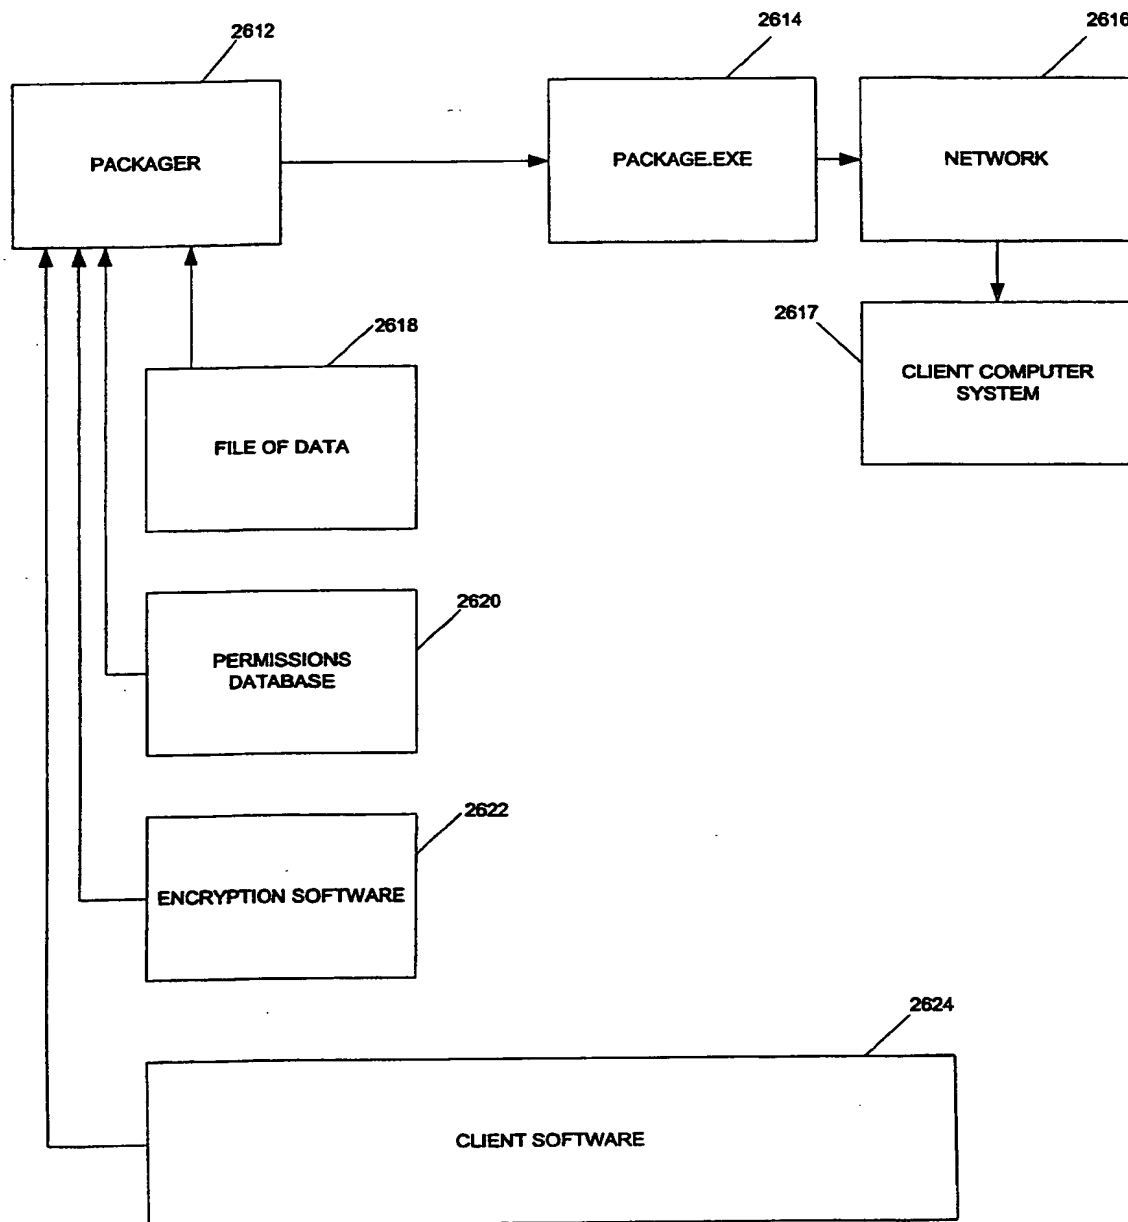 2612
2614
2616
PACKAGER
PACKAGE.EXE
NETWORK
2617
CLIENT COMPUTER
SYSTEM
2618
FILE OF DATA
2620
PERMISSIONS
DATABASE
2622
ENCRYPTION SOFTWARE
2624
CLIENT SOFTWARE